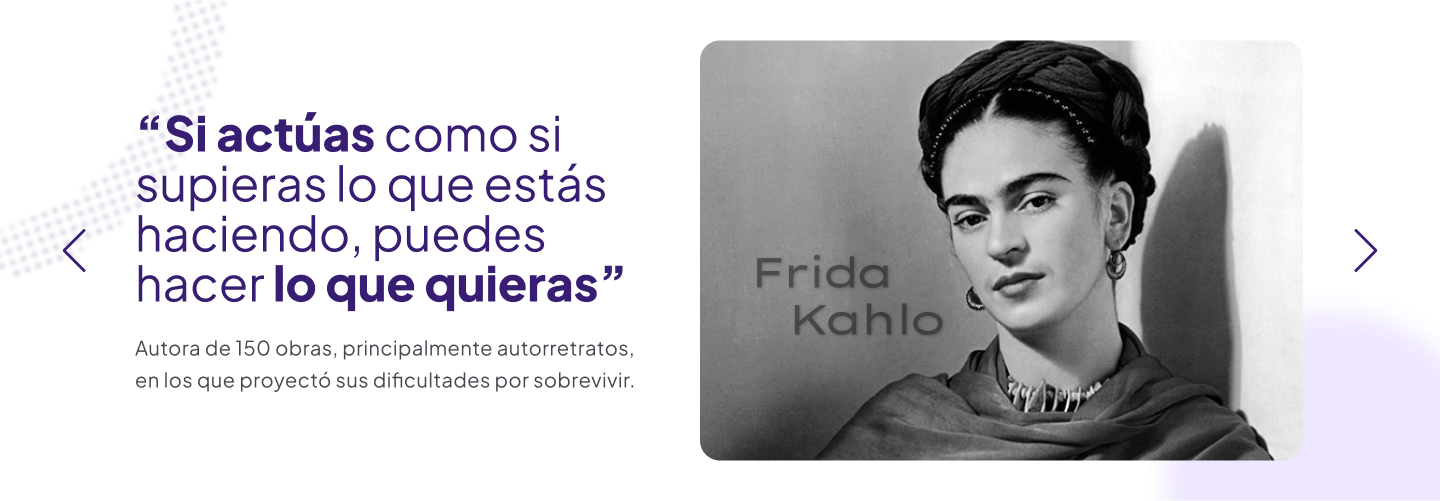 “Si actúas como si
supieras lo que estás
haciendo, puedes
hacer lo que quieras”
Autora de 150 obras, principalmente autorretratos,
en los que proyectó sus dificultades por sobrevivir.
Frida
Kahlo